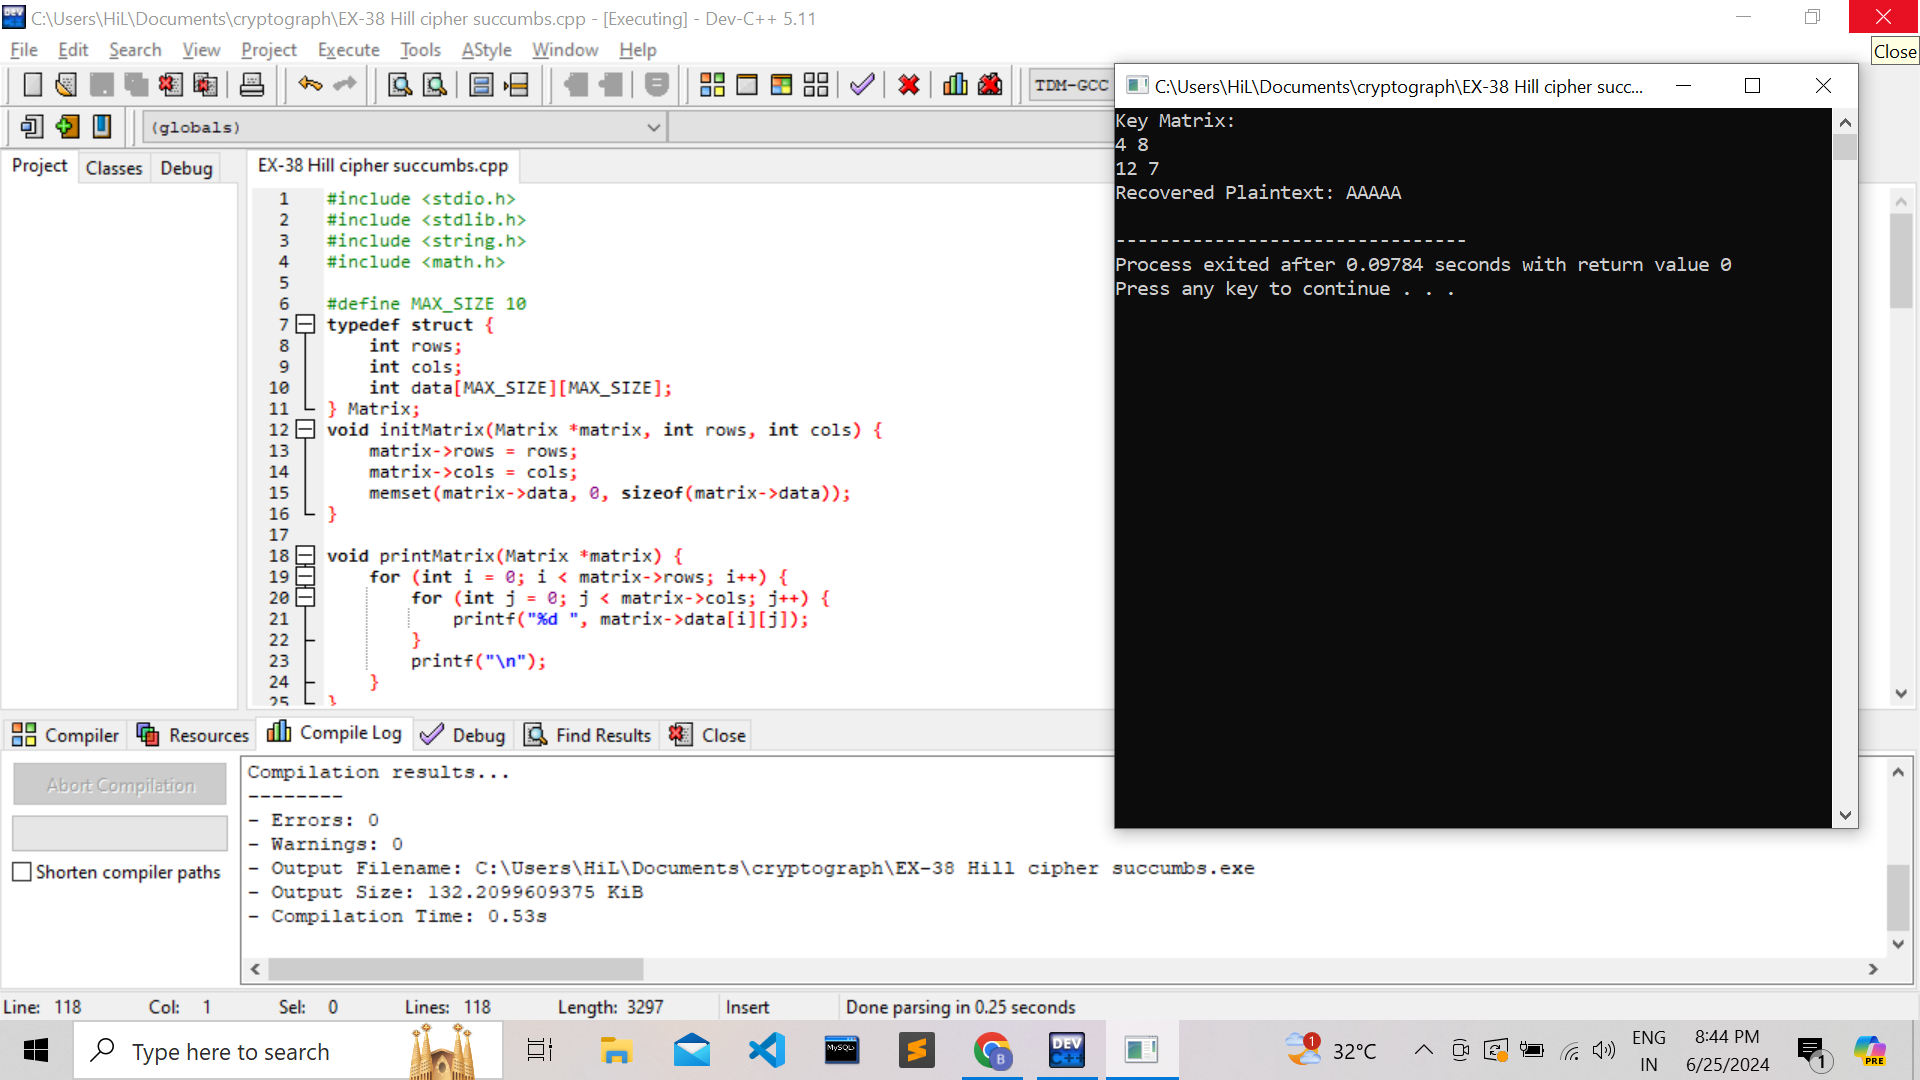 C:\Users\HiL\Documents\cryptograph\EX-38 Hill cipher succumbs.cpp - [Executing] - Dev-C++ 5.11
Close
File Edit Search View Project Execute Tools AStyle Window Help
TDM-GCC
(globals)
Project Classes Debug
EX-38 Hill cipher succumbs.cpp
1 #include <stdio.h>
2 #include <stdlib.h>
3 #include <string.h>
4 #include <math.h>
5
6 #define MAX_SIZE 10
7 typedef struct {
8 int rows;
9 int cols;
10 int data[MAX_SIZE][MAX_SIZE];
11 } Matrix;
12 void initMatrix(Matrix *matrix, int rows, int cols) {
13 matrix->rows = rows;
14 matrix->cols = cols;
15 memset(matrix->data, 0, sizeof(matrix->data));
16 }
17
18 void printMatrix(Matrix *matrix) {
19 for (int i = 0; i < matrix->rows; i++) {
20 for (int j = 0; j < matrix->cols; j++) {
21 printf("%d ", matrix->data[i][j]);
22 }
23 printf("\n");
24 }
25 }
C:\Users\HiL\Documents\cryptograph\EX-38 Hill cipher succ...
Key Matrix:
4 8
12 7
Recovered Plaintext: AAAAA
--------------------------------
Process exited after 0.09784 seconds with return value 0
Press any key to continue . . .
Compiler Resources Compile Log Debug Find Results Close
Abort Compilation
Shorten compiler paths
Compilation results...
--------
- Errors: 0
- Warnings: 0
- Output Filename: C:\Users\HiL\Documents\cryptograph\EX-38 Hill cipher succumbs.exe
- Output Size: 132.2099609375 KiB
- Compilation Time: 0.53s
Line: 118 Col: 1 Sel: 0 Lines: 118 Length: 3297 Insert Done parsing in 0.25 seconds
Type here to search
MySQL
B
DEV C++
1
32°C
ENG
IN
8:44 PM
6/25/2024
1
PRE